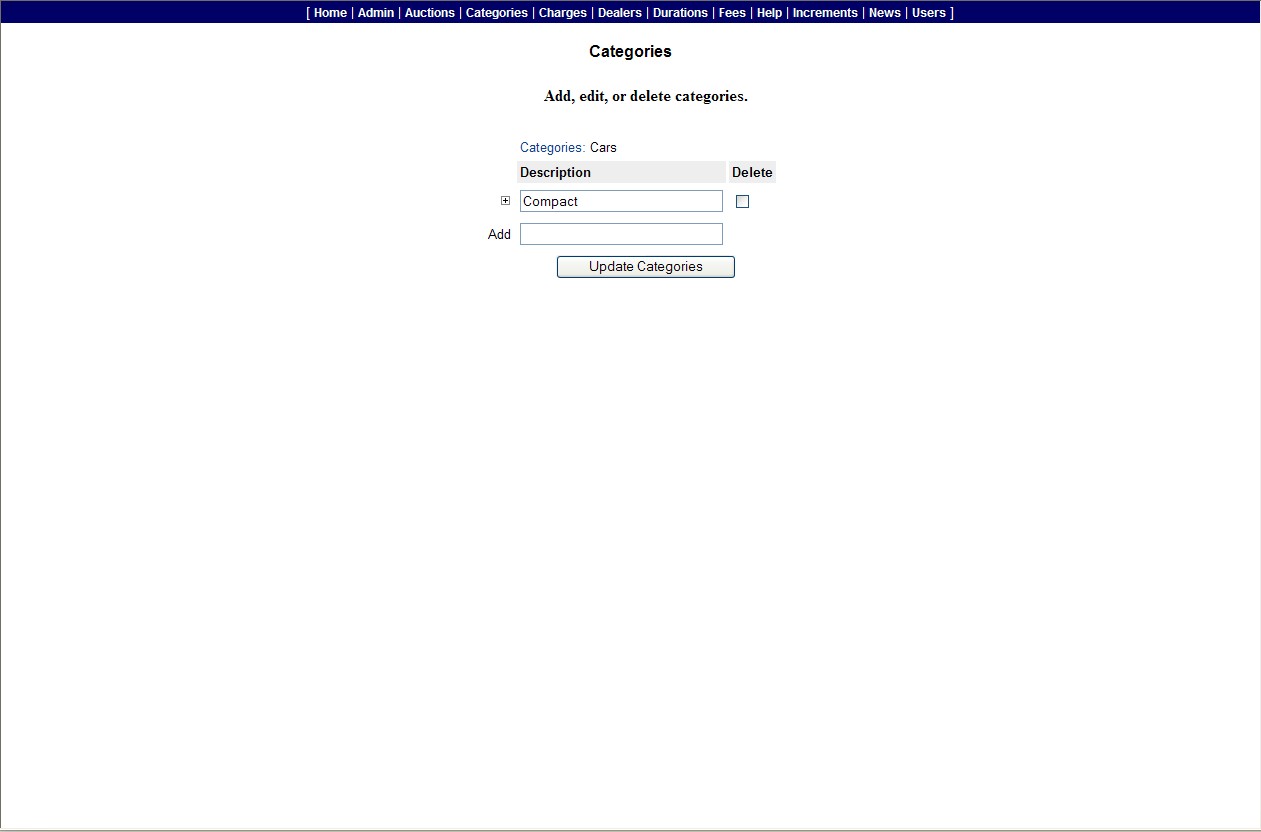 [ Home | Admin | Auctions | Categories | Charges | Dealers | Durations | Fees | Help | Increments | News | Users ]
Categories
Add, edit, or delete categories.
Categories: Cars
Description Delete
Compact
Add
Update Categories